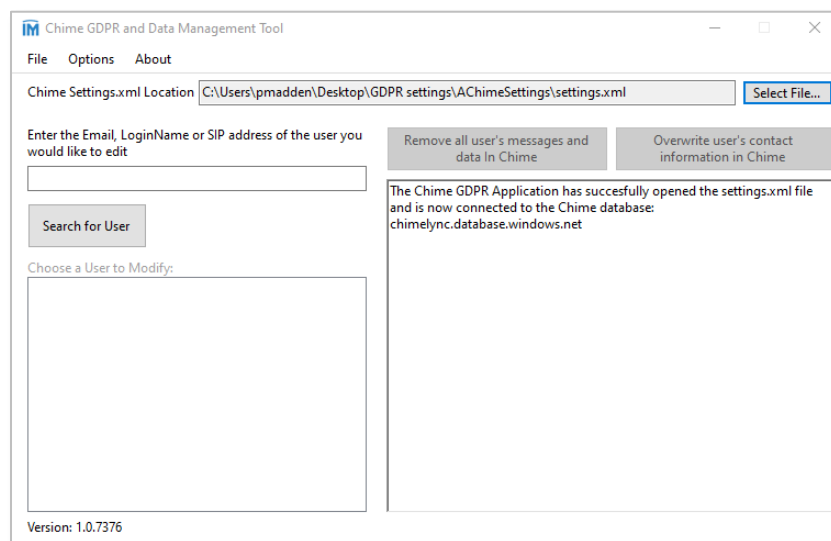 IM Chime GDPR and Data Management Tool
File Options About
Chime Settings.xml Location C:\Users\pmadden\Desktop\GDPR settings\AChimeSettings\settings.xml Select File...
Enter the Email, LoginName or SIP address of the user you
would like to edit
Remove all user's messages and
data In Chime
Overwrite user's contact
information in Chime
Search for User
The Chime GDPR Application has succesfully opened the settings.xml file
and is now connected to the Chime database:
chimelync.database.windows.net
Choose a User to Modify:
Version: 1.0.7376